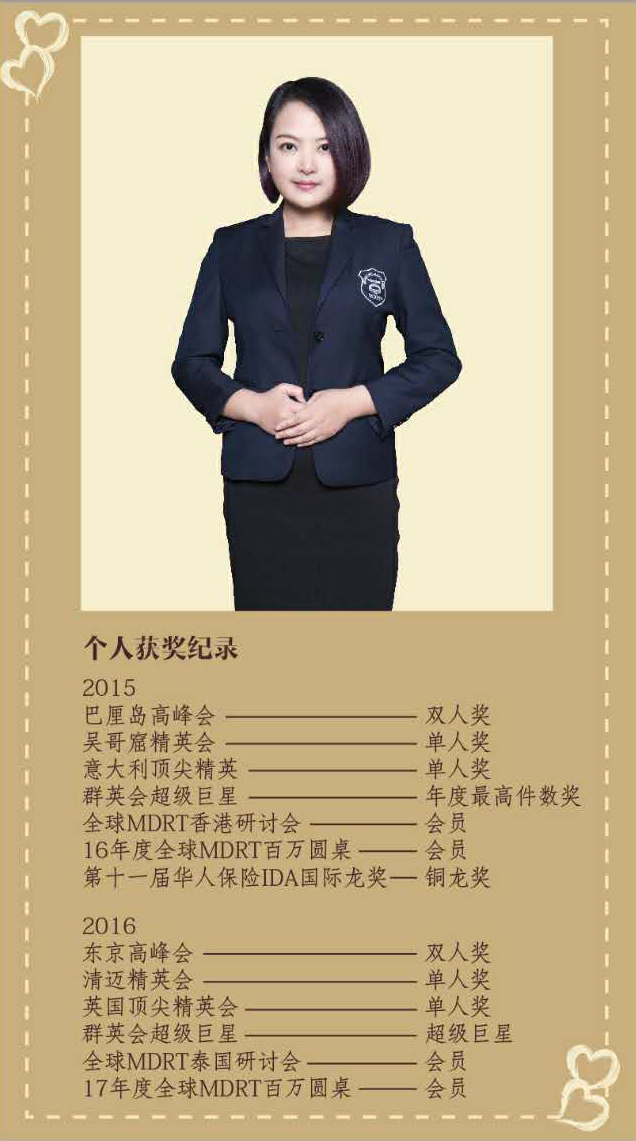 个人获奖纪录
2015
巴厘岛高峰会 —— 双人奖
吴哥窟精英会 —— 单人奖
意大利顶尖精英 —— 单人奖
群英会超级巨星 —— 年度最高件数奖
全球MDRT香港研讨会 —— 会员
16年度全球MDRT百万圆桌 —— 会员
第十一届华人保险IDA国际龙奖— 铜龙奖
2016
东京高峰会 —— 双人奖
清迈精英会 —— 单人奖
英国顶尖精英会 —— 单人奖
群英会超级巨星 —— 超级巨星
全球MDRT泰国研讨会 —— 会员
17年度全球MDRT百万圆桌 —— 会员